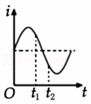 i
O t₁ t₂ t